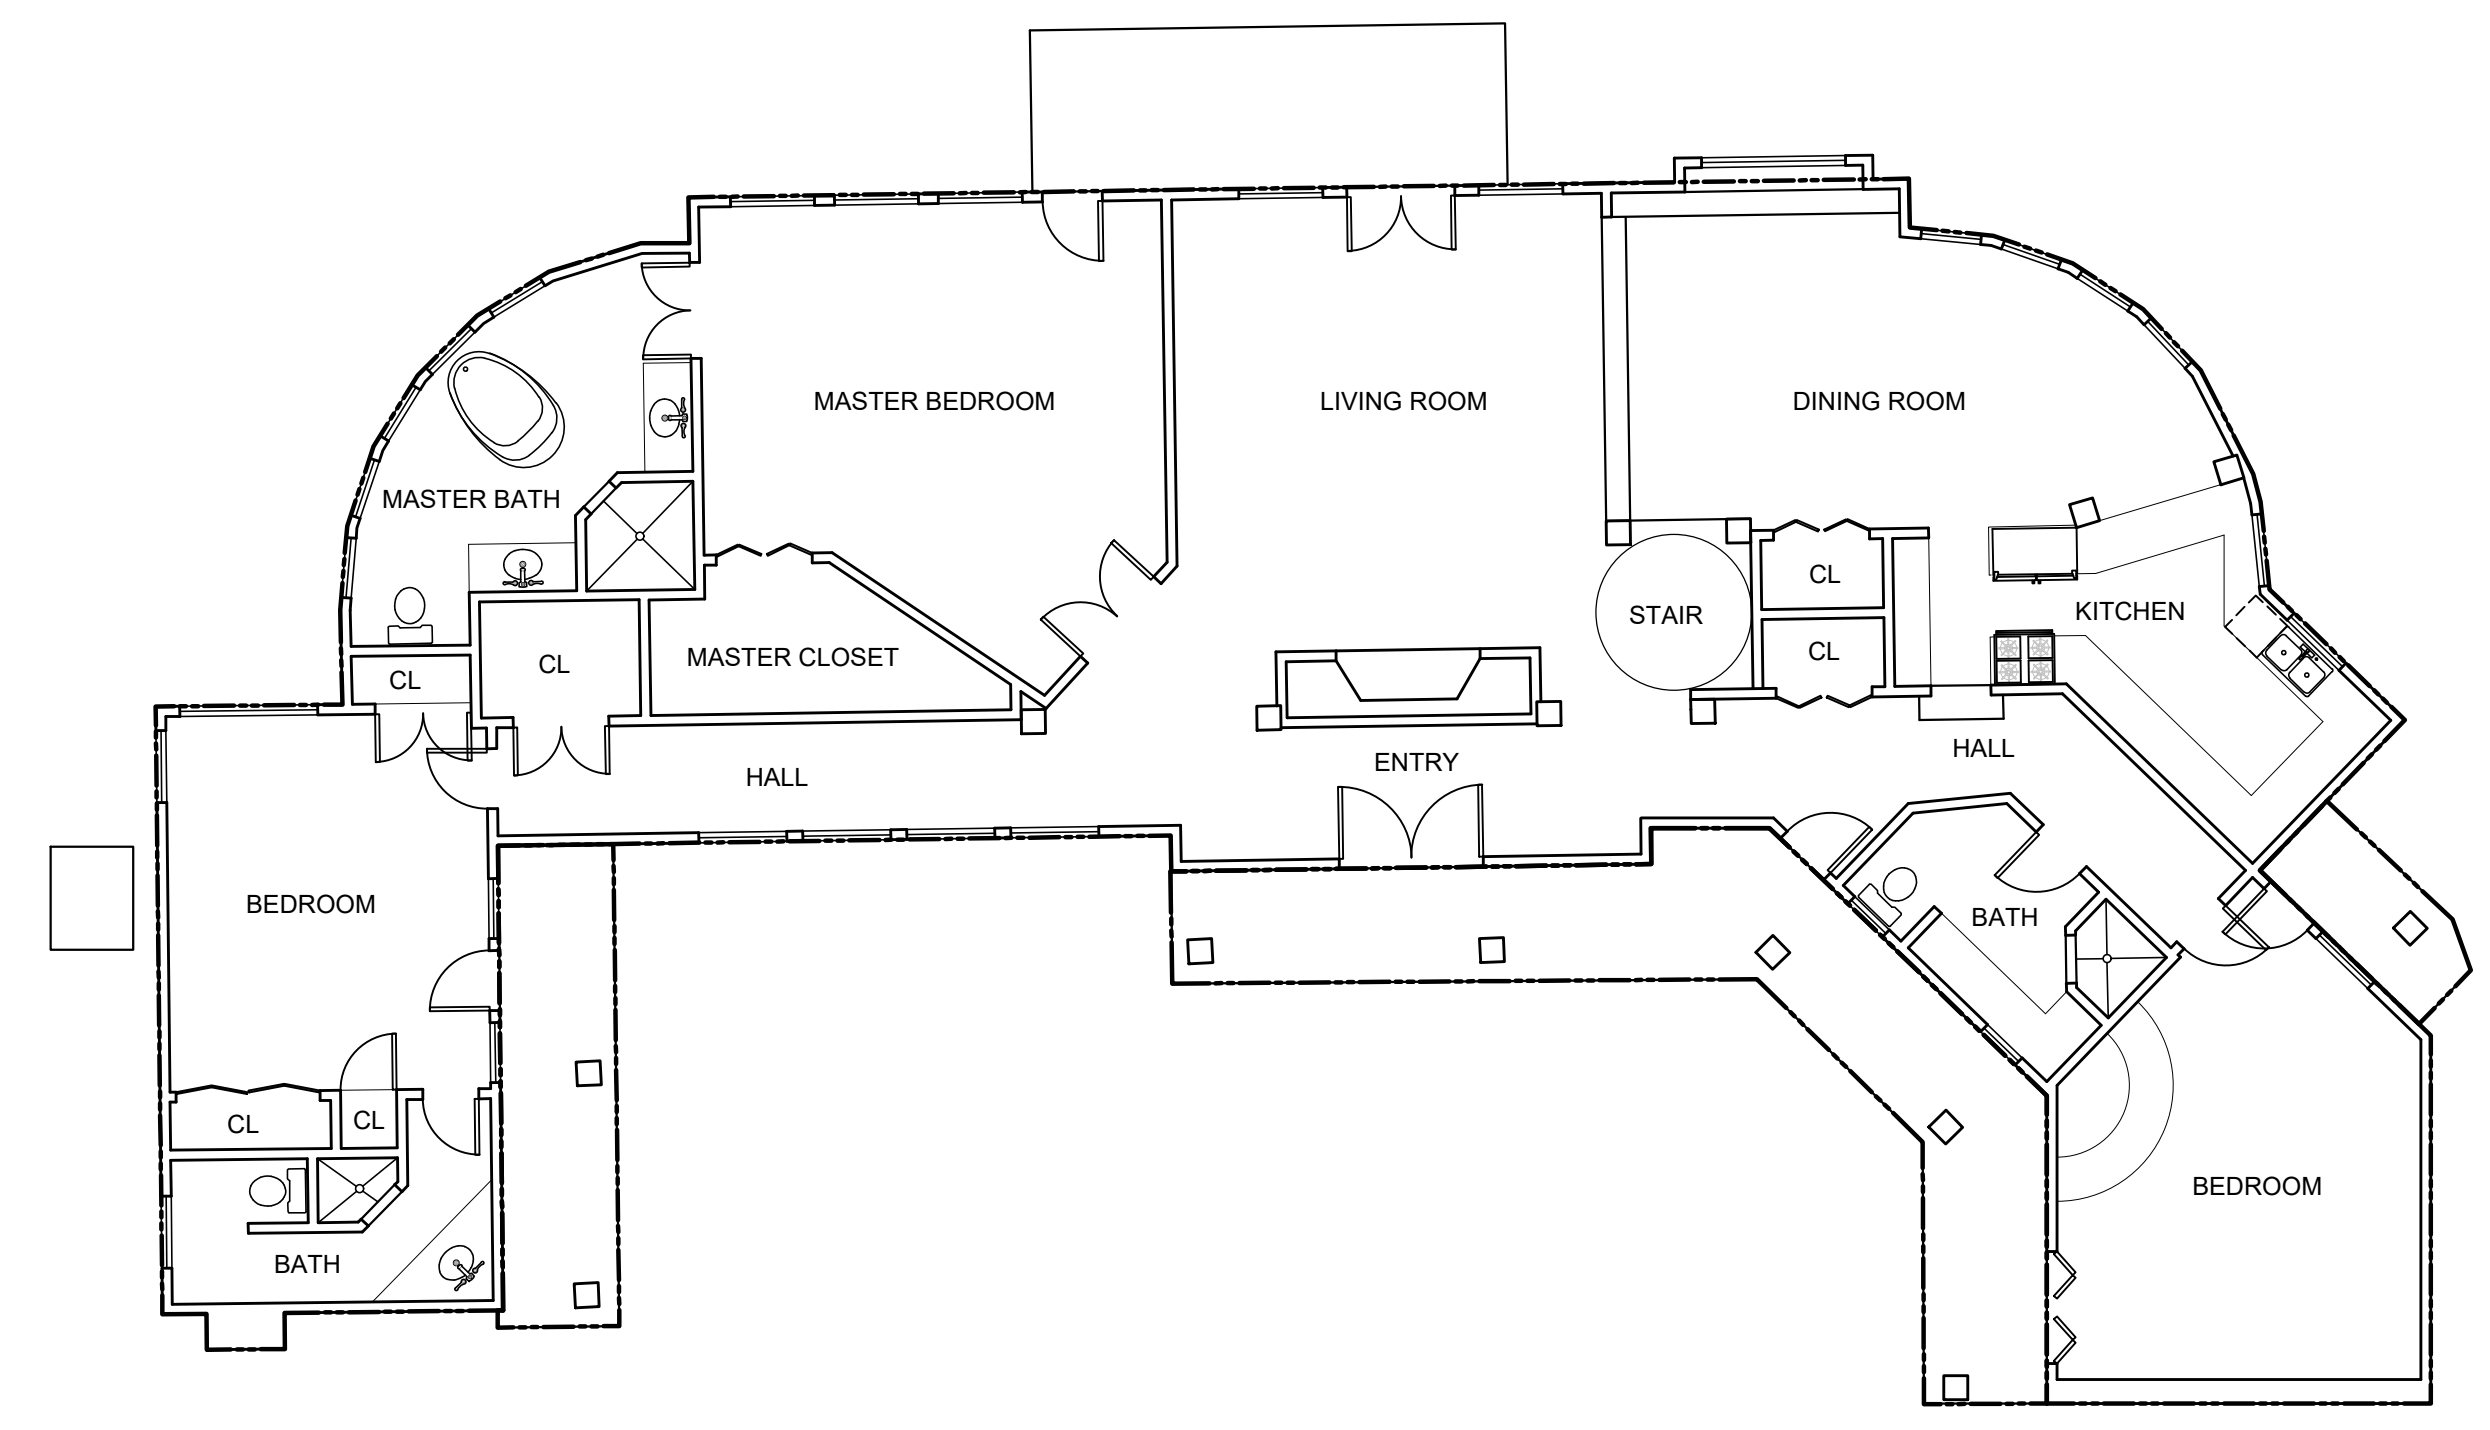 MASTER BEDROOM
LIVING ROOM
DINING ROOM
MASTER BATH
CL
KITCHEN
STAIR
CL
MASTER CLOSET
CL
CL
HALL
ENTRY
HALL
BEDROOM
BATH
CL
CL
BEDROOM
BATH